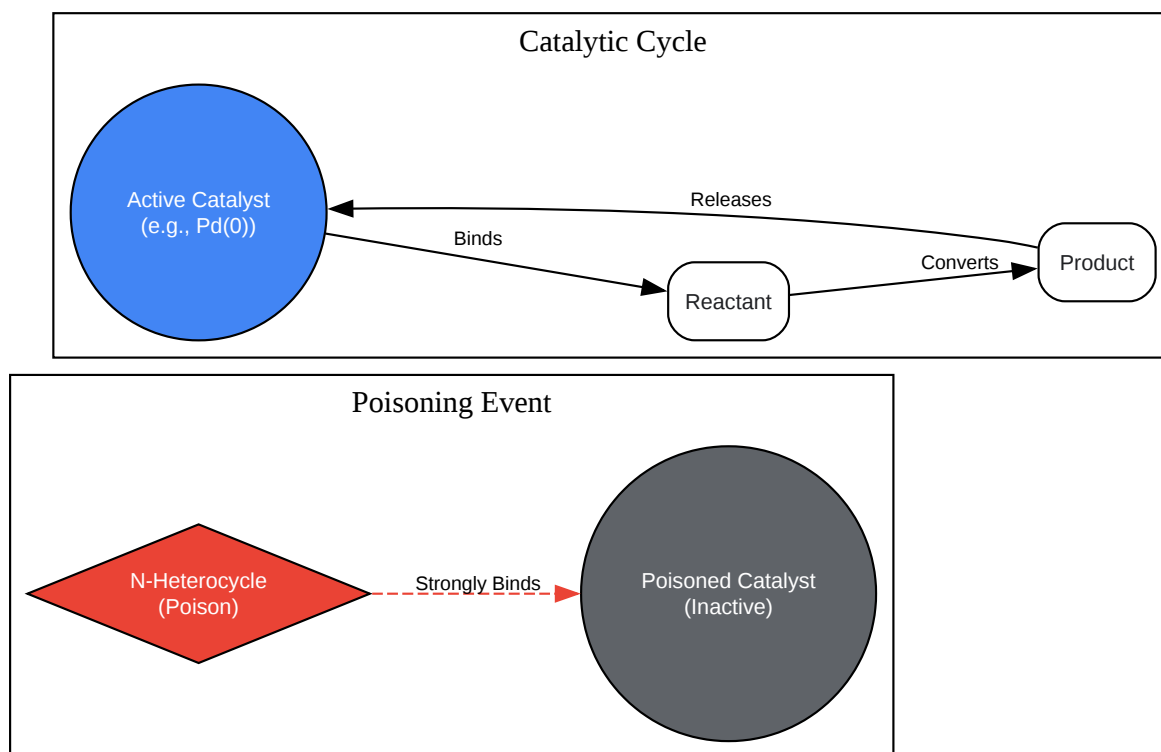 Catalytic Cycle
Active Catalyst
(e.g., Pd(0))
Releases
Binds
Converts
Product
Reactant
Poisoning Event
N-Heterocycle
(Poison)
Strongly Binds
Poisoned Catalyst
(Inactive)